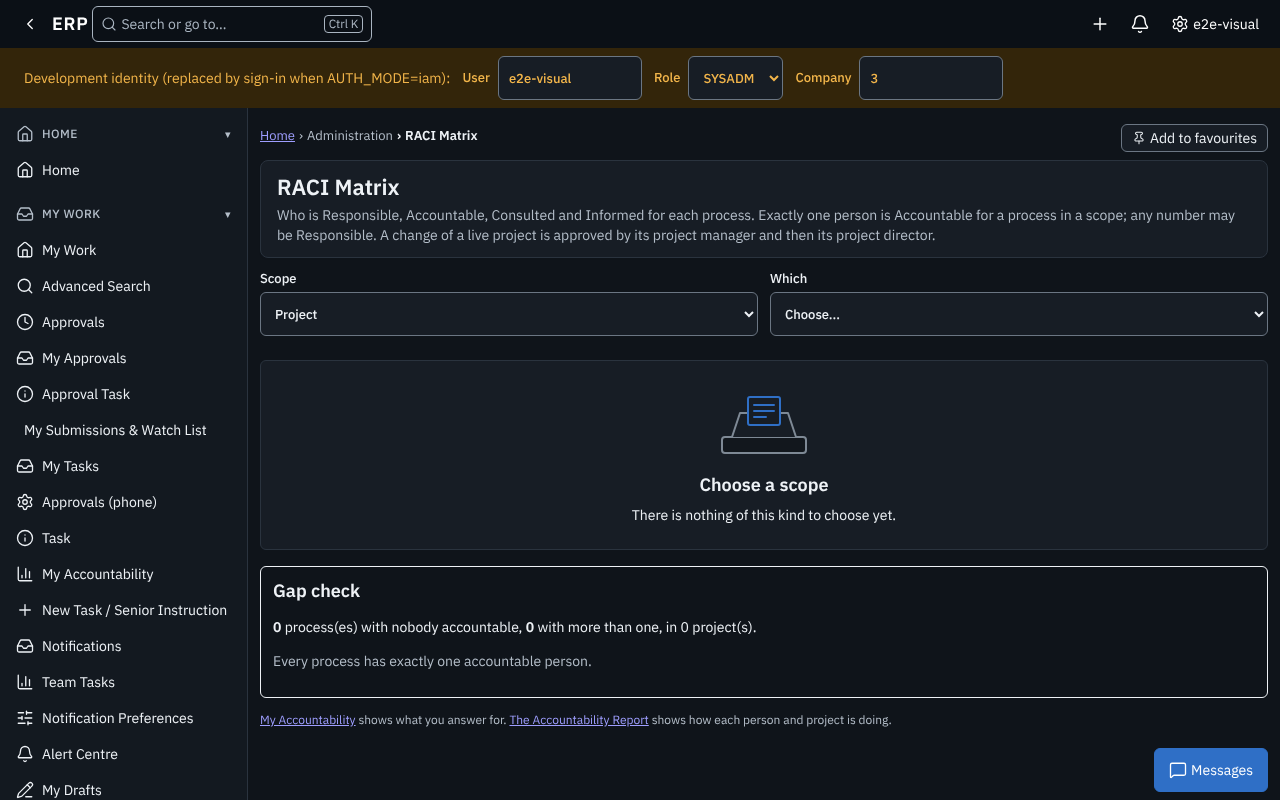 ERP
Search or go to...
Ctrl K
e2e-visual
Development identity (replaced by sign-in when AUTH_MODE=iam):
User
e2e-visual
Role
SYSADM
Company
3
HOME
Home
MY WORK
My Work
Advanced Search
Approvals
My Approvals
Approval Task
My Submissions & Watch List
My Tasks
Approvals (phone)
Task
My Accountability
New Task / Senior Instruction
Notifications
Team Tasks
Notification Preferences
Alert Centre
My Drafts
Home › Administration › RACI Matrix
Add to favourites
RACI Matrix
Who is Responsible, Accountable, Consulted and Informed for each process. Exactly one person is Accountable for a process in a scope; any number may
be Responsible. A change of a live project is approved by its project manager and then its project director.
Scope
Project
Which
Choose...
Choose a scope
There is nothing of this kind to choose yet.
Gap check
0 process(es) with nobody accountable, 0 with more than one, in 0 project(s).
Every process has exactly one accountable person.
My Accountability shows what you answer for. The Accountability Report shows how each person and project is doing.
Messages